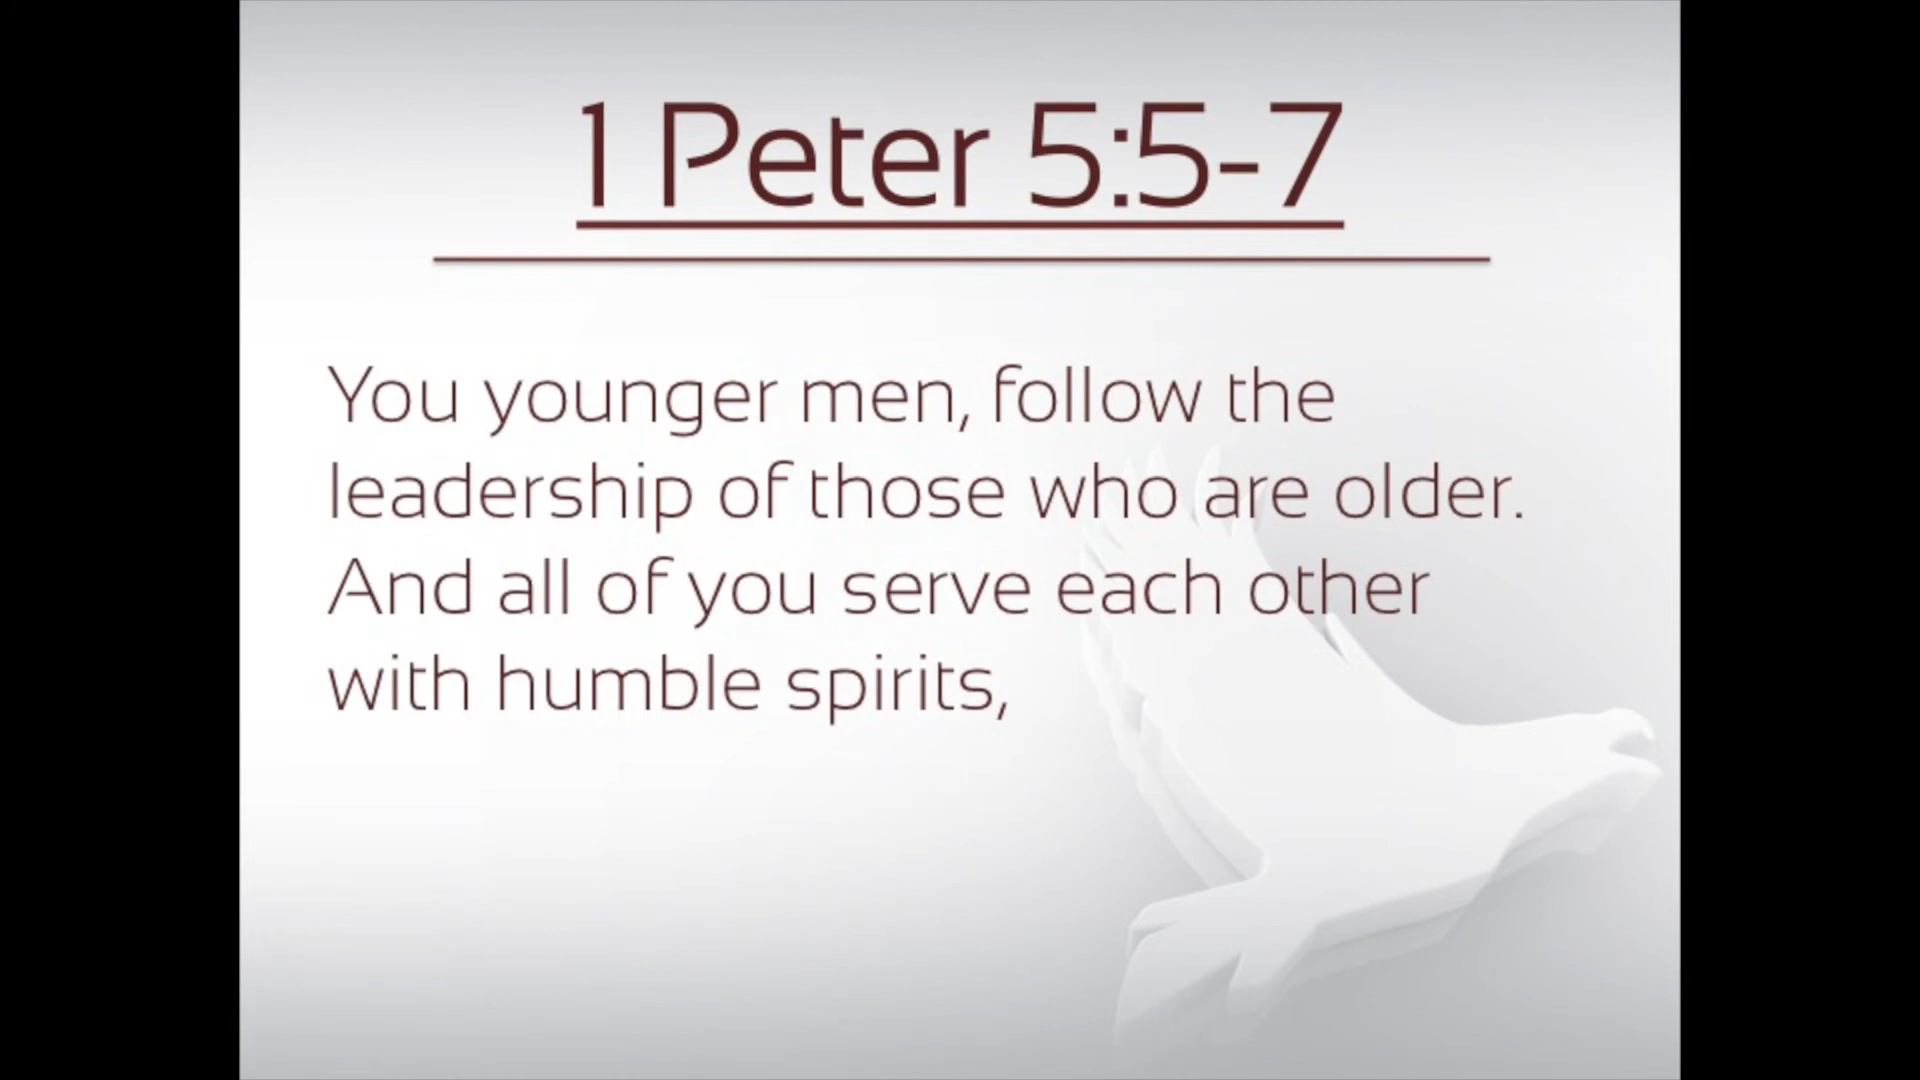 1 Peter 5:5-7
You younger men, follow the
leadership of those who are older.
And all of you serve each other
with humble spirits,